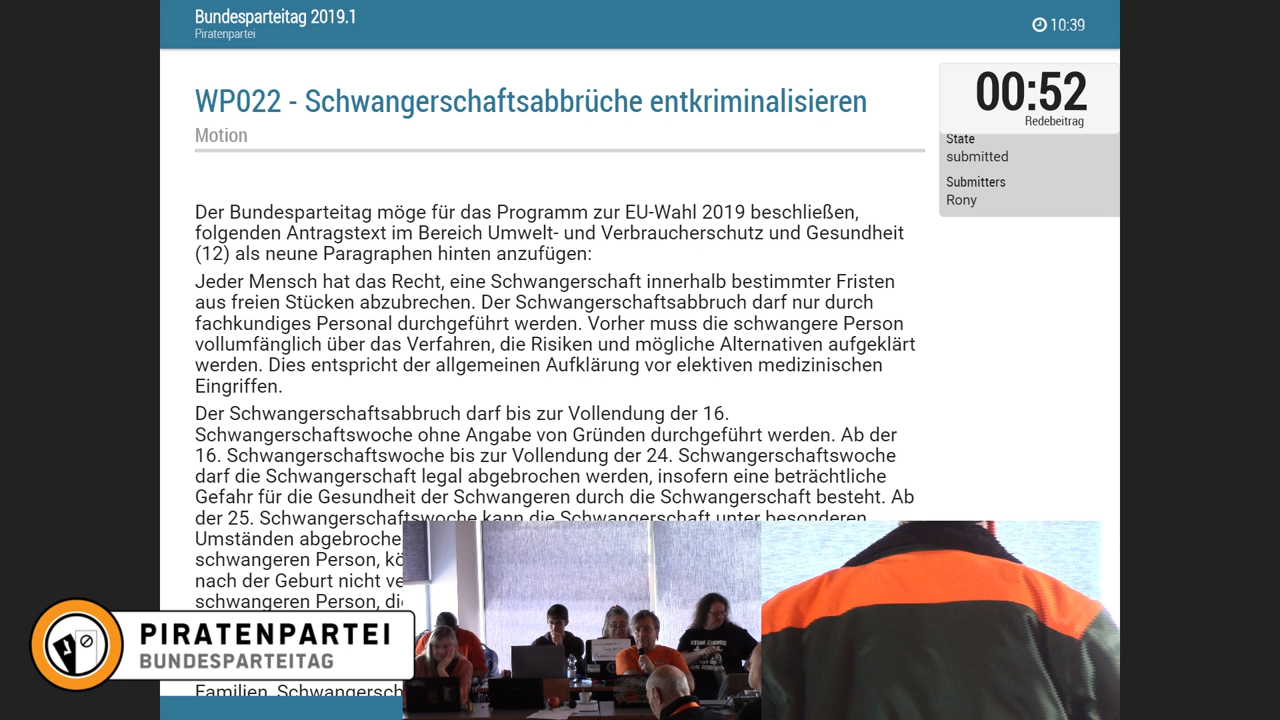 Bundesparteitag 2019.1
Piratenpartei
10:39
WP022 - Schwangerschaftsabbrüche entkriminalisieren
Motion
00:52
Redebeitrag
State
submitted
Submitters
Rony
Der Bundesparteitag möge für das Programm zur EU-Wahl 2019 beschließen,
folgenden Antragstext im Bereich Umwelt- und Verbraucherschutz und Gesundheit
(12) als neune Paragraphen hinten anzufügen:
Jeder Mensch hat das Recht, eine Schwangerschaft innerhalb bestimmter Fristen
aus freien Stücken abzubrechen. Der Schwangerschaftsabbruch darf nur durch
fachkundiges Personal durchgeführt werden. Vorher muss die schwangere Person
vollumfänglich über das Verfahren, die Risiken und mögliche Alternativen aufgeklärt
werden. Dies entspricht der allgemeinen Aufklärung vor elektiven medizinischen
Eingriffen.
Der Schwangerschaftsabbruch darf bis zur Vollendung der 16.
Schwangerschaftswoche ohne Angabe von Gründen durchgeführt werden. Ab der
16. Schwangerschaftswoche bis zur Vollendung der 24. Schwangerschaftswoche
darf die Schwangerschaft legal abgebrochen werden, insofern eine beträchtliche
Gefahr für die Gesundheit der Schwangeren durch die Schwangerschaft besteht. Ab
der 25. Schwangerschaftswoche kann die Schwangerschaft unter besonderen
Umständen abgebroche
schwangeren Person, kö
nach der Geburt nicht ve
schwangeren Person, di
PIRATENPARTEI
BUNDESPARTEITAG
Familien, Schwangersch